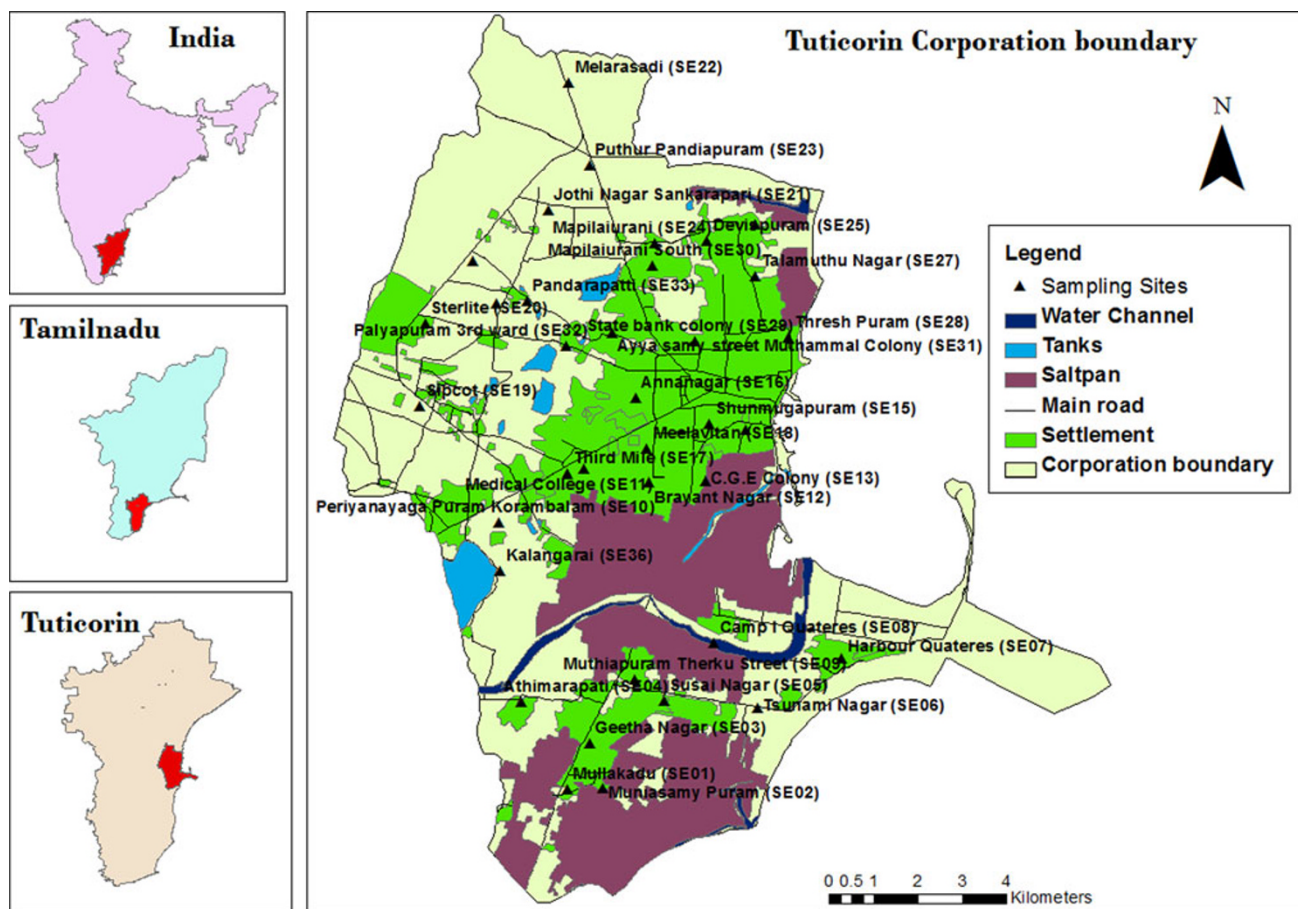 India
Tamilnadu
Tuticorin
Tuticorin Corporation boundary
N
Melarasadi (SE22)
Puthur Pandiapuram (SE23)
Jothi Nagar Sankarapari (SE21)
Mapilaiurani (SE24)
Devispuram (SE25)
Mapilaiurani South (SE30)
Talamuthu Nagar (SE27)
Pandarapatti (SE33)
Sterlite (SE20)
Palyapuram 3rd ward (SE32)
State bank colony (SE29)
Thresh Puram (SE28)
Ayya samy street Muthammal Colony (SE31)
Annanagar (SE16)
Sipcot (SE19)
Shunmugapuram (SE15)
Meelavitan (SE18)
Third Mile (SE17)
Medical College (SE11)
C.G.E Colony (SE13)
Brayant Nagar (SE12)
Periyanayaga Puram Korambalam (SE10)
Kalangarai (SE36)
Camp I Quateres (SE08)
Harbour Quateres (SE07)
Muthiapuram Therku Street (SE09)
Athimarapati (SE04)
Susai Nagar (SE05)
Tsunami Nagar (SE06)
Geetha Nagar (SE03)
Mullakadu (SE01)
Muniasamy Puram (SE02)
Legend
Sampling Sites
Water Channel
Tanks
Saltpan
Main road
Settlement
Corporation boundary
0 0.5 1 2 3 4
Kilometers